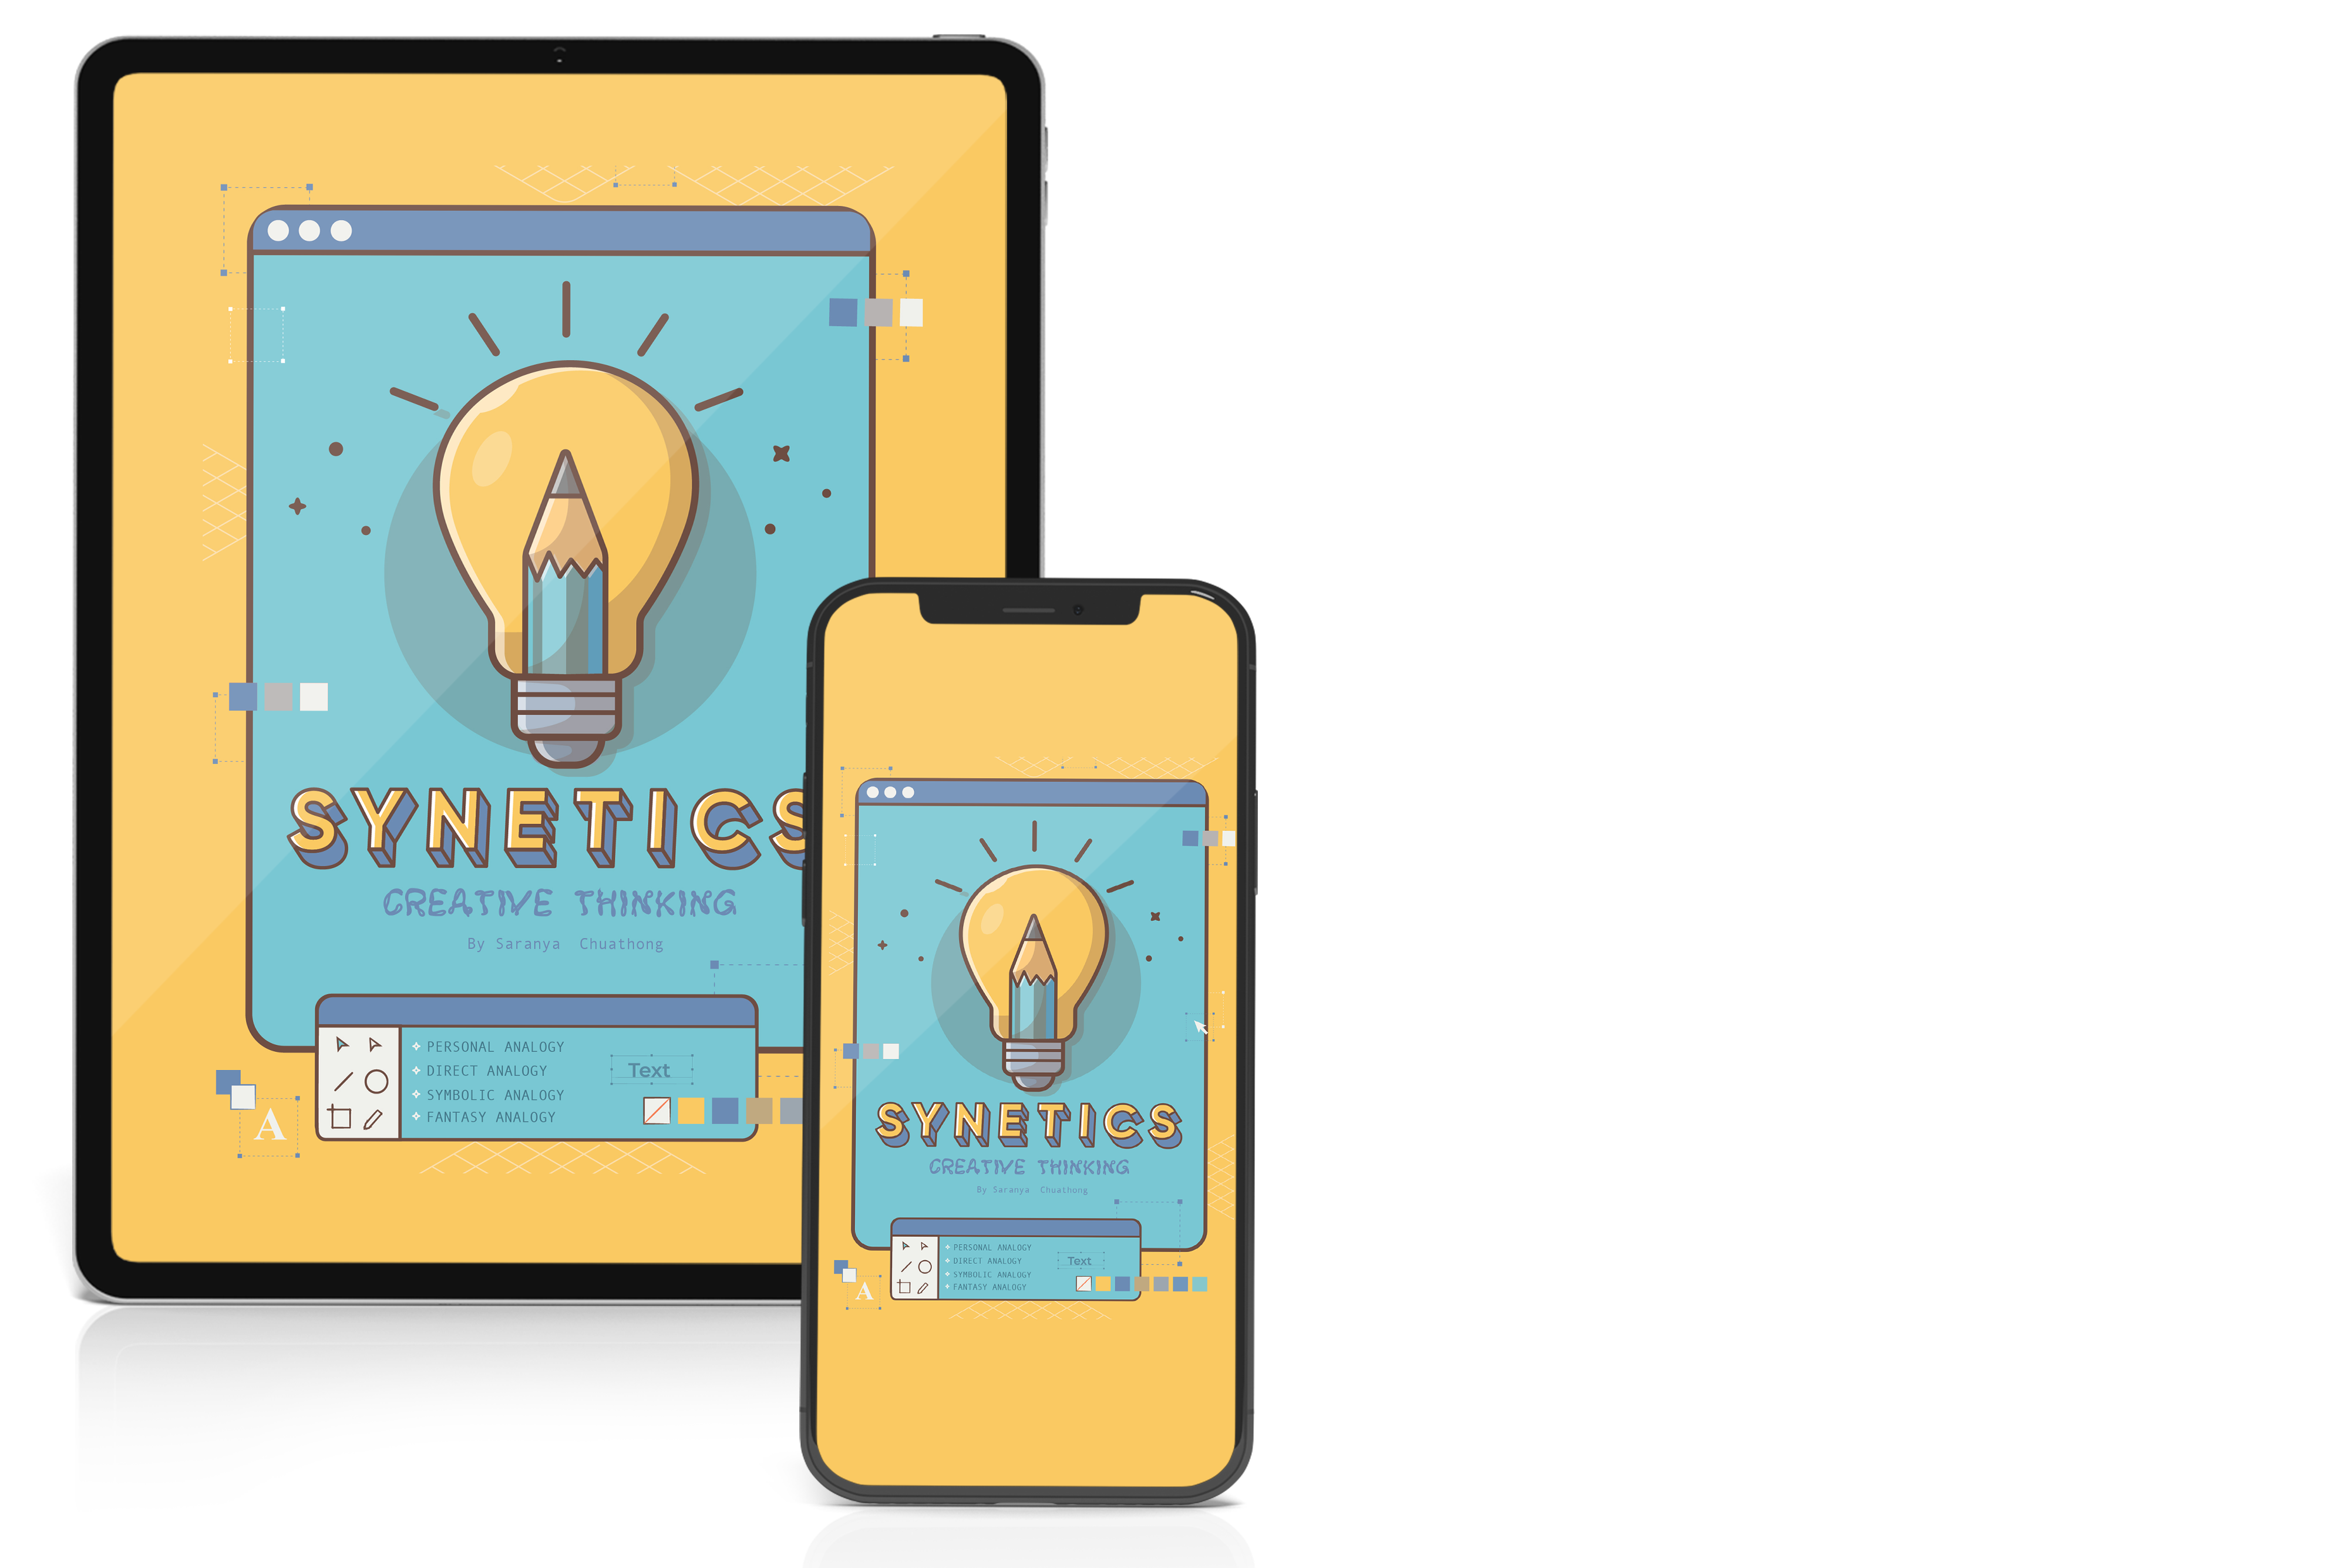 SYNETICS
CREATIVE THINKING
By Saranya Chuathong
PERSONAL ANALOGY
DIRECT ANALOGY
SYMBOLIC ANALOGY
FANTASY ANALOGY
Text
A
SYNETICS
CREATIVE THINKING
By Saranya Chuathong
PERSONAL ANALOGY
DIRECT ANALOGY
SYMBOLIC ANALOGY
FANTASY ANALOGY
Text
A